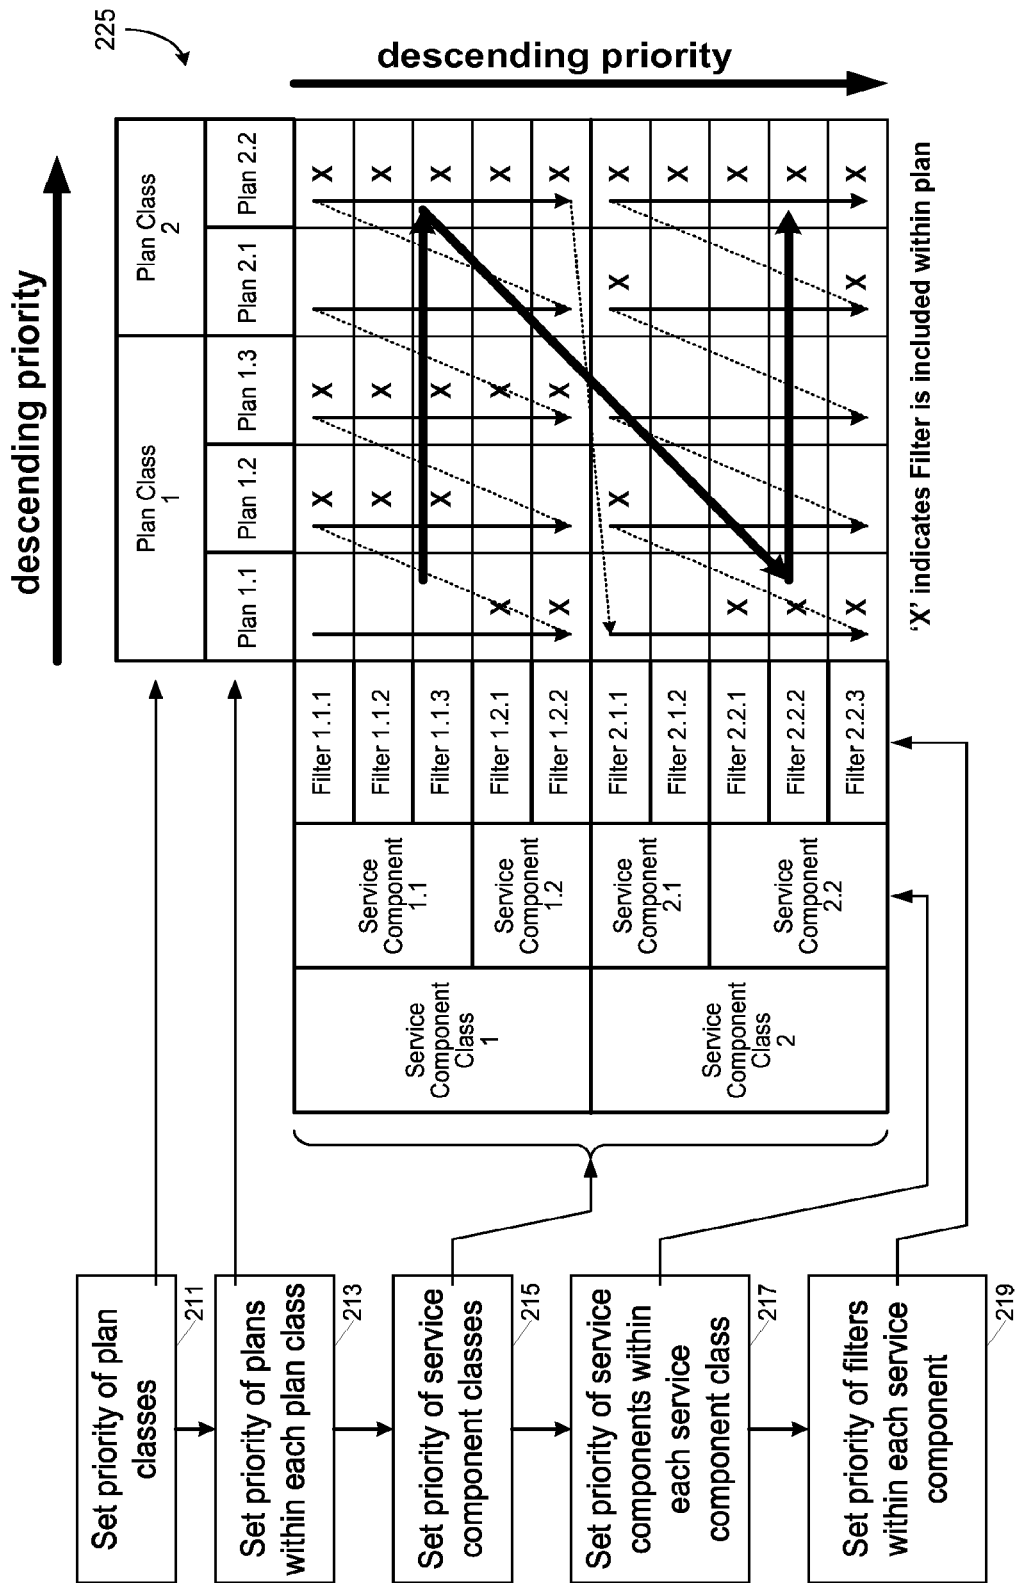 225
descending priority
descending priority
Plan Class
1
Plan Class
2
Plan 1.1
Plan 1.2
Plan 1.3
Plan 2.1
Plan 2.2
Set priority of plan
classes
211
Set priority of plans
within each plan class
213
Set priority of service
component classes
215
Set priority of service
components within
each service
component class
217
Set priority of filters
within each service
component
219
Service
Component
Class
1
Service
Component
Class
2
Service
Component
1.1
Service
Component
1.2
Service
Component
2.1
Service
Component
2.2
Filter 1.1.1 X X X
Filter 1.1.2 X X X
Filter 1.1.3 X X X
Filter 1.2.1 X X X
Filter 1.2.2 X X X
Filter 2.1.1 X X X
Filter 2.1.2 X
Filter 2.2.1 X X
Filter 2.2.2 X X
Filter 2.2.3 X X X
'X' indicates Filter is included within plan